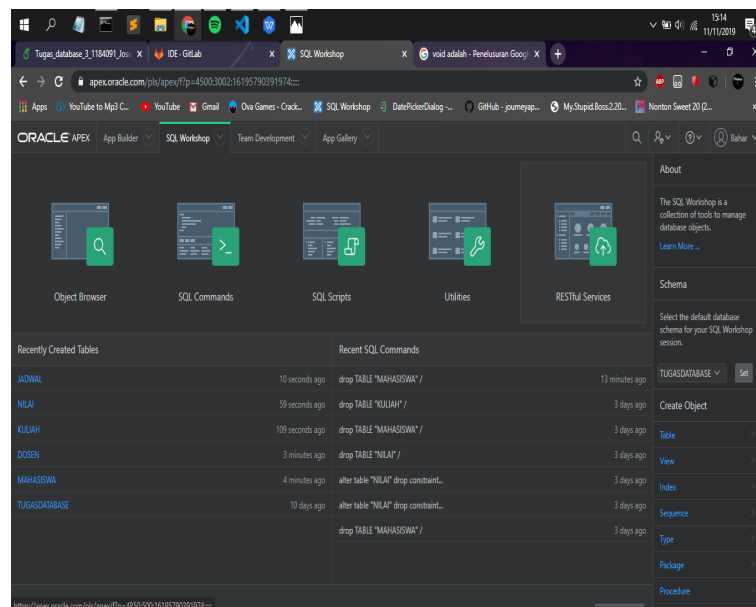 15:14
11/11/2019
Tugas_database_3_1184091_Josu
IDE · GitLab
SQL Workshop
void adalah - Penelusuran Googl
apex.oracle.com/pls/apex/f?p=4500:3002:16195790391974:::::
Apps
YouTube to Mp3 C...
YouTube
Gmail
Ova Games - Crack...
SQL Workshop
DatePickerDialog -...
GitHub - journeyap...
My.Stupid.Boss.2.20...
Nonton Sweet 20 (2...
ORACLE APEX
App Builder
SQL Workshop
Team Development
App Gallery
Bahar
Object Browser
SQL Commands
SQL Scripts
Utilities
RESTful Services
About
The SQL Workshop is a
collection of tools to manage
database objects.
Learn More ...
Schema
Select the default database
schema for your SQL Workshop
session.
TUGASDATABASE
Set
Create Object
Table
View
Index
Sequence
Type
Package
Procedure
Recently Created Tables
JADWAL 10 seconds ago
NILAI 59 seconds ago
KULIAH 109 seconds ago
DOSEN 3 minutes ago
MAHASISWA 4 minutes ago
TUGASDATABASE 10 days ago
Recent SQL Commands
drop TABLE "MAHASISWA" / 13 minutes ago
drop TABLE "KULIAH" / 3 days ago
drop TABLE "MAHASISWA" / 3 days ago
drop TABLE "NILAI" / 3 days ago
alter table "NILAI" drop constraint... 3 days ago
alter table "NILAI" drop constraint... 3 days ago
drop TABLE "MAHASISWA" / 3 days ago